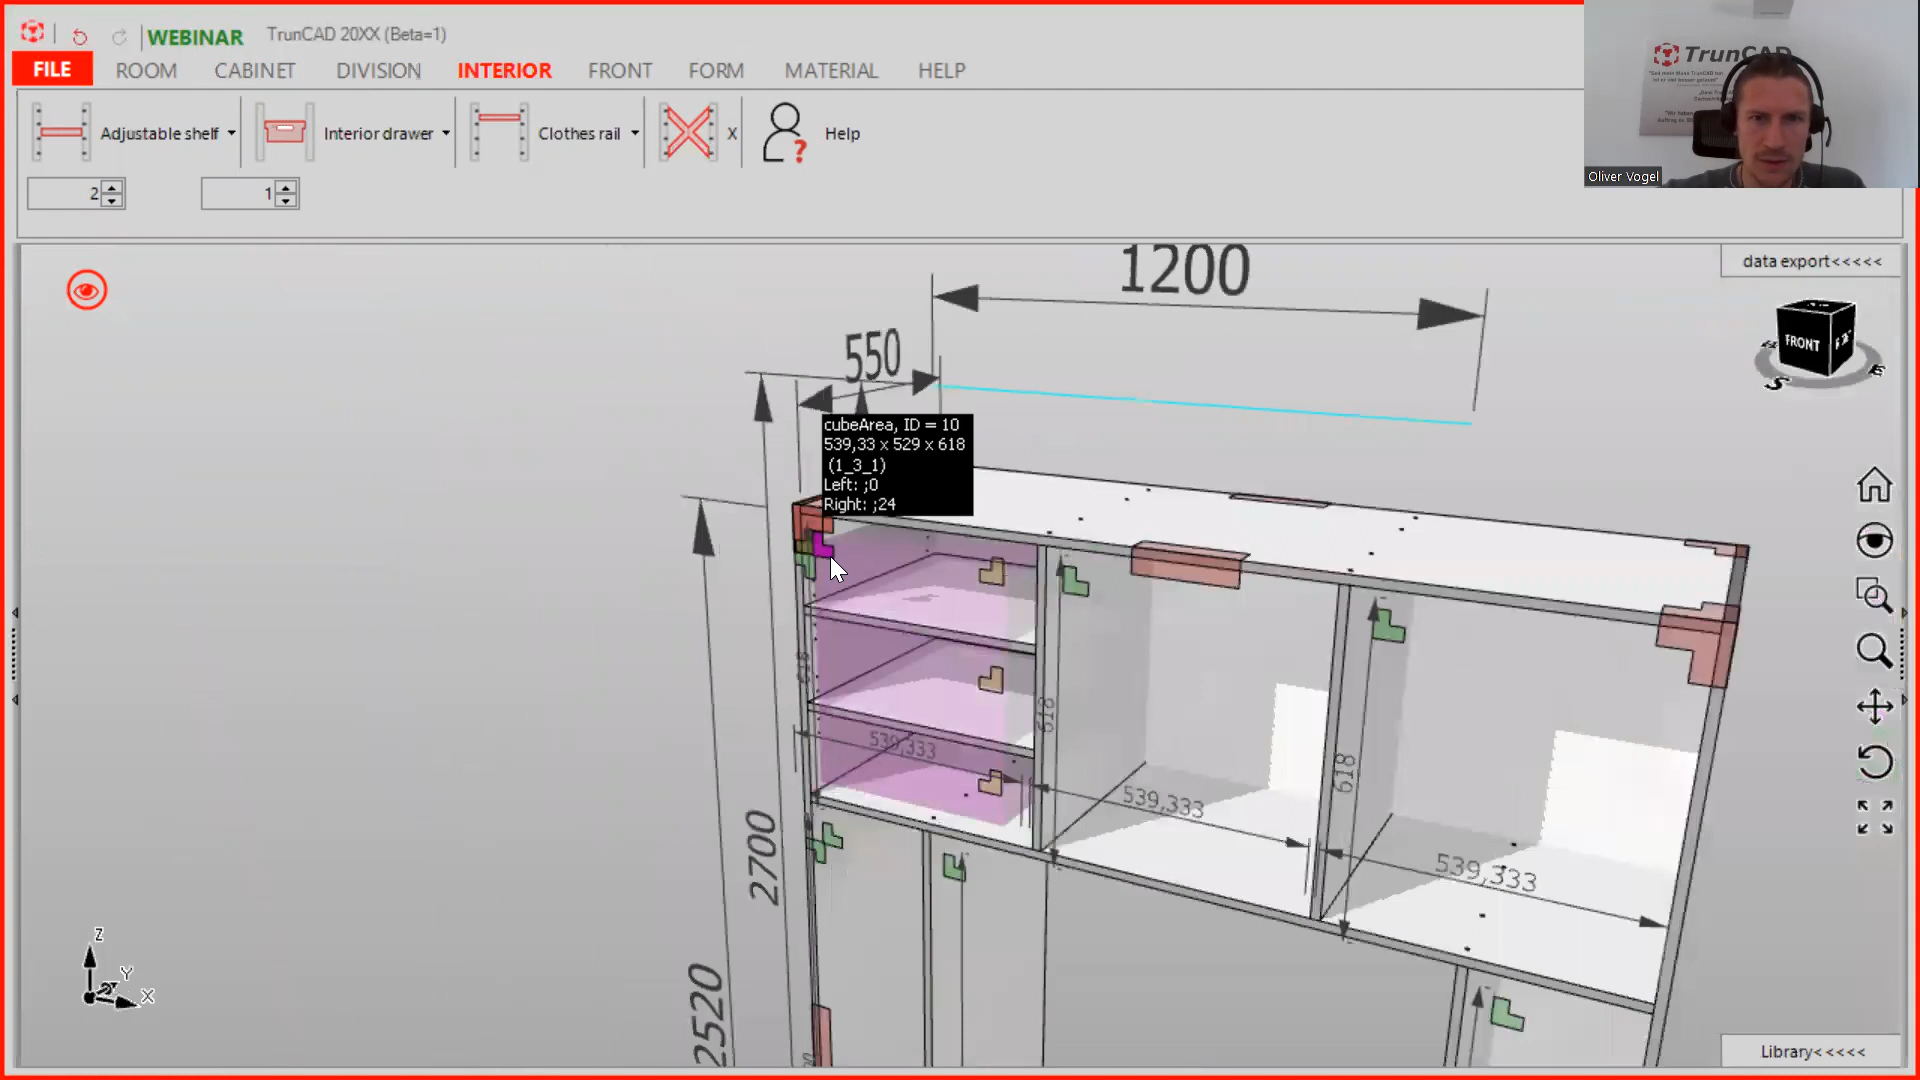 WEBINAR TrunCAD 20XX (Beta=1)
FILE ROOM CABINET DIVISION INTERIOR FRONT FORM MATERIAL HELP
Adjustable shelf Interior drawer Clothes rail X Help
2 1
TrunCAD
Oliver Vogel
data export<<<<<
1200
550
cubeArea, ID = 10
539,33 x 529 x 618
(1_3_1)
Left: ;0
Right: ;24
FRONT
S E
618
618
618
539,333
539,333
539,333
2700
2520
Z
Y
X
Library<<<<<